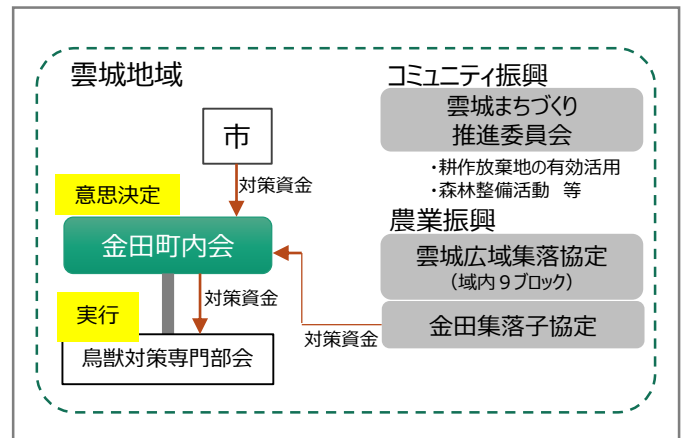 雲城地域
市
対策資金
意思決定
金田町内会
対策資金
実行
鳥獣対策専門部会
コミュニティ振興
雲城まちづくり
推進委員会
・耕作放棄地の有効活用
・森林整備活動 等
農業振興
雲城広域集落協定
（域内９ブロック）
金田集落子協定
対策資金